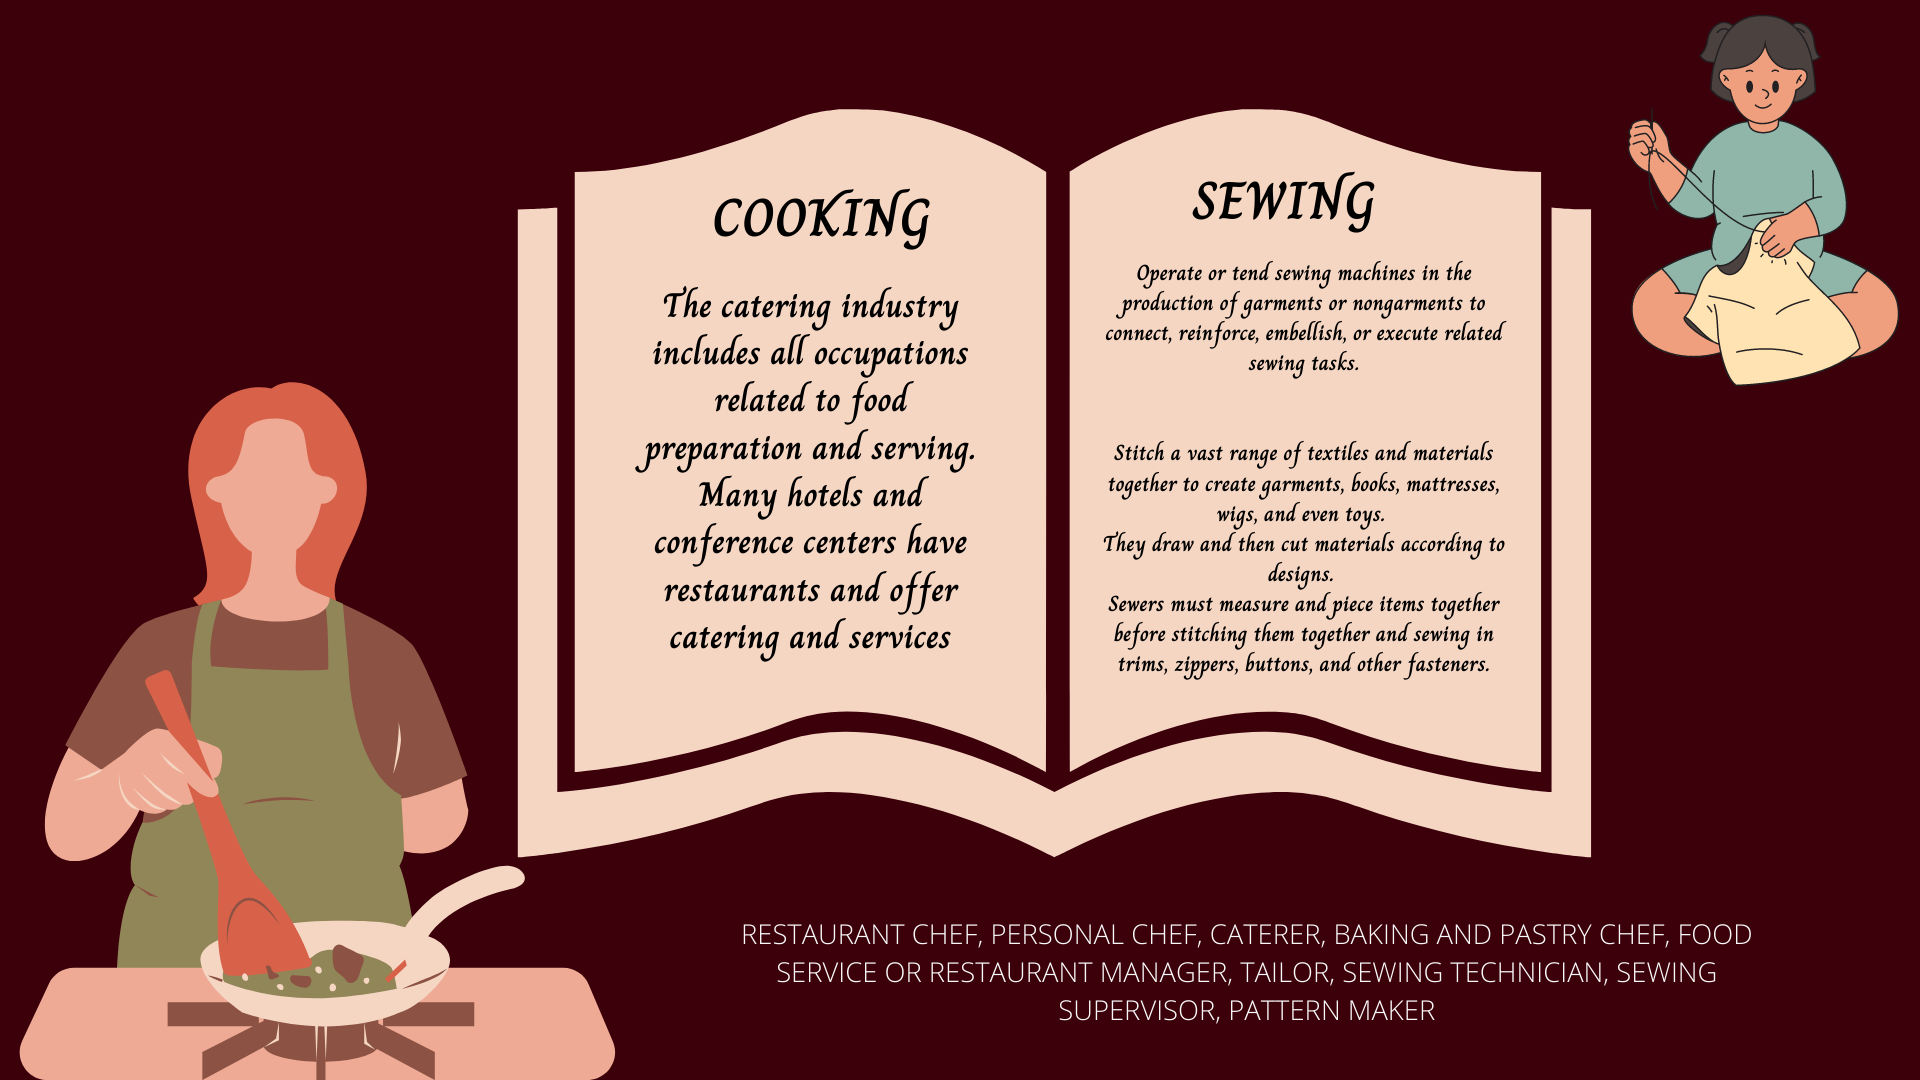 COOKING
The catering industry
includes all occupations
related to food
preparation and serving.
Many hotels and
conference centers have
restaurants and offer
catering and services
SEWING
Operate or tend sewing machines in the
production of garments or nongarments to
connect, reinforce, embellish, or execute related
sewing tasks.
Stitch a vast range of textiles and materials
together to create garments, books, mattresses,
wigs, and even toys.
They draw and then cut materials according to
designs.
Sewers must measure and piece items together
before stitching them together and sewing in
trims, zippers, buttons, and other fasteners.
RESTAURANT CHEF, PERSONAL CHEF, CATERER, BAKING AND PASTRY CHEF, FOOD
SERVICE OR RESTAURANT MANAGER, TAILOR, SEWING TECHNICIAN, SEWING
SUPERVISOR, PATTERN MAKER